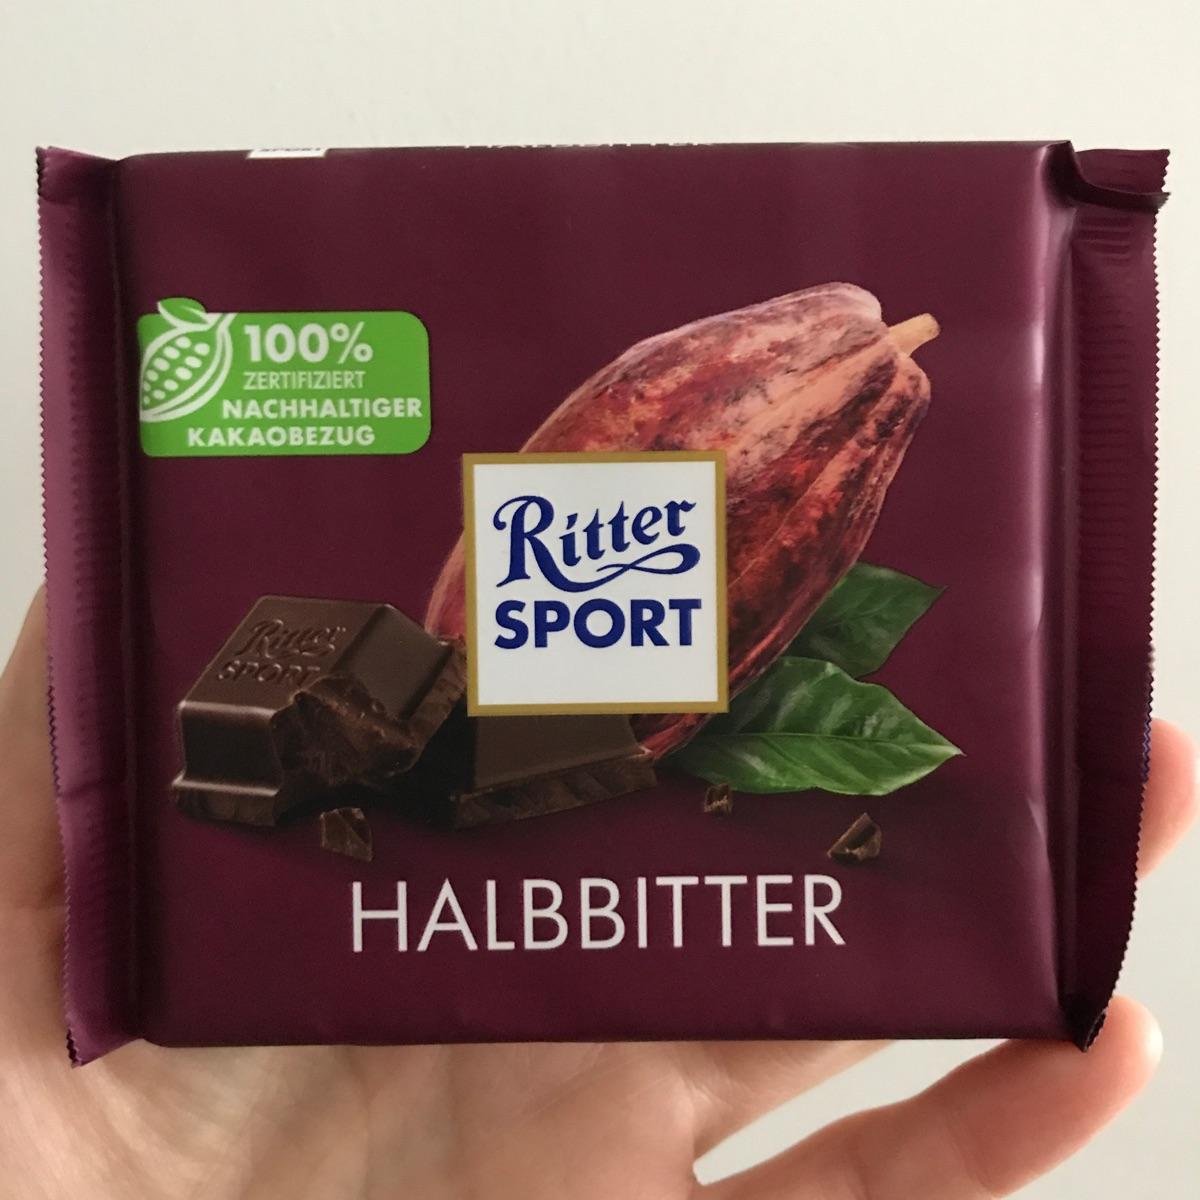 100%
ZERTIFIZIERT
NACHHALTIGER
KAKAOBEZUG
Ritter
SPORT
Ritter
SPORT
HALBBITTER